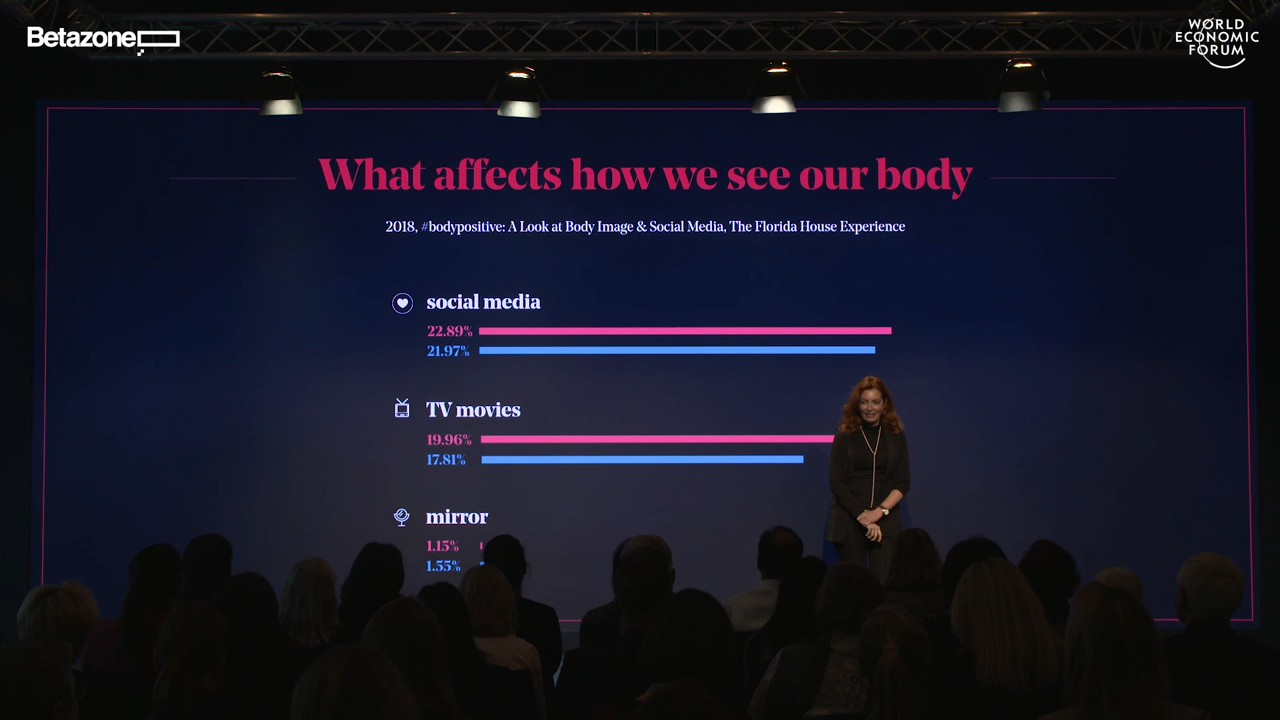 Betazone
WORLD
ECONOMIC
FORUM
What affects how we see our body
2018, #bodypositive: A Look at Body Image & Social Media, The Florida House Experience
social media
22.89%
21.97%
TV movies
19.96%
17.81%
mirror
1.15%
1.55%